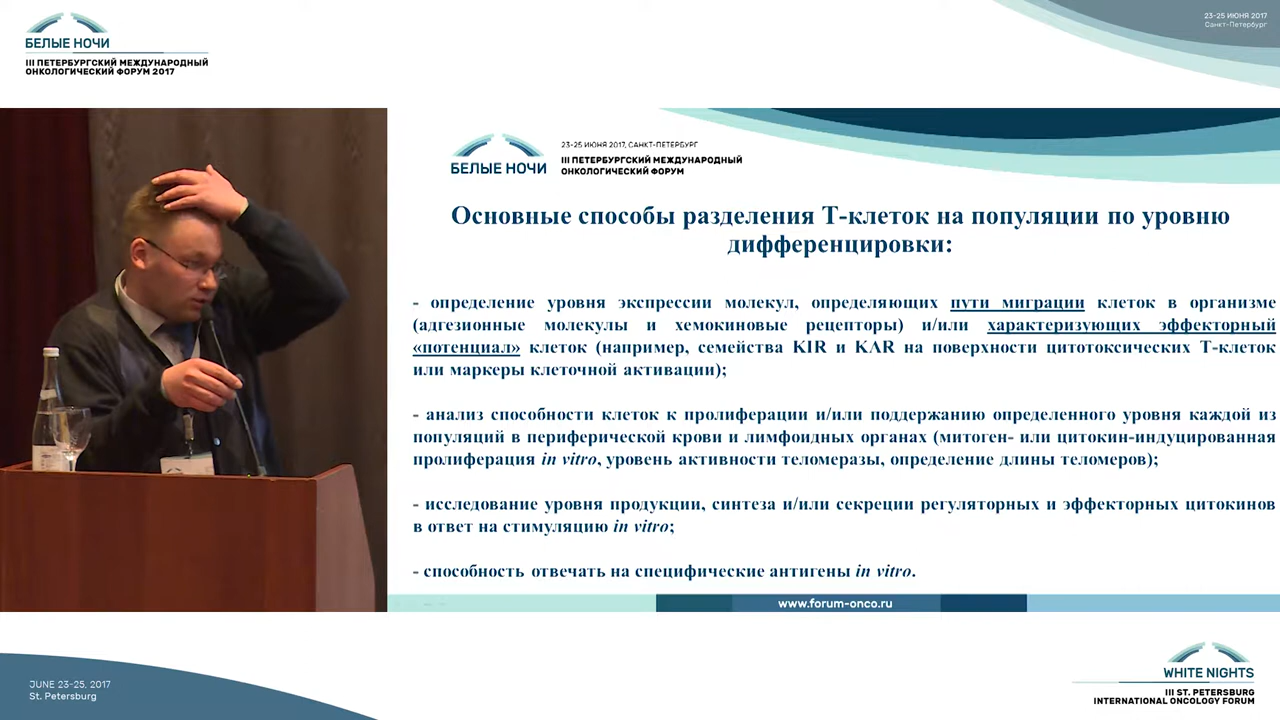 БЕЛЫЕ НОЧИ
III ПЕТЕРБУРГСКИЙ МЕЖДУНАРОДНЫЙ
ОНКОЛОГИЧЕСКИЙ ФОРУМ 2017
23-25 ИЮНЯ 2017
Санкт-Петербург
БЕЛЫЕ НОЧИ
23-25 ИЮНЯ 2017, САНКТ-ПЕТЕРБУРГ
III ПЕТЕРБУРГСКИЙ МЕЖДУНАРОДНЫЙ
ОНКОЛОГИЧЕСКИЙ ФОРУМ
Основные способы разделения Т-клеток на популяции по уровню
дифференцировки:
- определение уровня экспрессии молекул, определяющих пути миграции клеток в организме
(адгезионные молекулы и хемокиновые рецепторы) и/или характеризующих эффекторный
«потенциал» клеток (например, семейства KIR и KAR на поверхности цитотоксических Т-клеток
или маркеры клеточной активации);
- анализ способности клеток к пролиферации и/или поддержанию определенного уровня каждой из
популяций в периферической крови и лимфоидных органах (митоген- или цитокин-индуцированная
пролиферация in vitro, уровень активности теломеразы, определение длины теломеров);
- исследование уровня продукции, синтеза и/или секреции регуляторных и эффекторных цитокинов
в ответ на стимуляцию in vitro;
- способность отвечать на специфические антигены in vitro.
www.forum-onco.ru
JUNE 23-25, 2017
St. Petersburg
WHITE NIGHTS
III ST. PETERSBURG
INTERNATIONAL ONCOLOGY FORUM